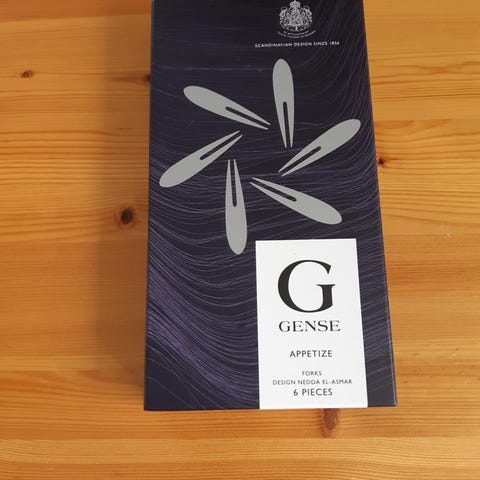 SCANDINAVIAN DESIGN SINCE 1856
G
GENSE
APPETIZE
FORKS
DESIGN NEDDA EL-ASMAR
6 PIECES